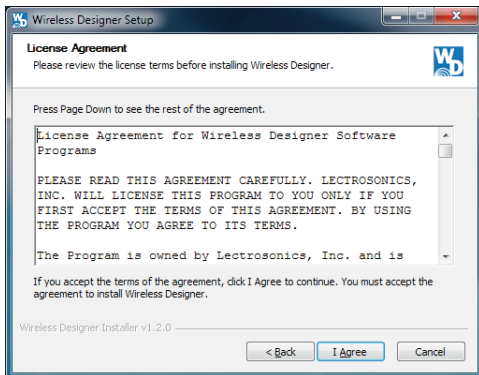 Wireless Designer Setup
License Agreement
Please review the license terms before installing Wireless Designer.
WD
Press Page Down to see the rest of the agreement.
License Agreement for Wireless Designer Software
Programs
PLEASE READ THIS AGREEMENT CAREFULLY. LECTROSONICS,
INC. WILL LICENSE THIS PROGRAM TO YOU ONLY IF YOU
FIRST ACCEPT THE TERMS OF THIS AGREEMENT. BY USING
THE PROGRAM YOU AGREE TO ITS TERMS.
The Program is owned by Lectrosonics, Inc. and is
If you accept the terms of the agreement, click I Agree to continue. You must accept the
agreement to install Wireless Designer.
Wireless Designer Installer v1.2.0
< Back I Agree Cancel